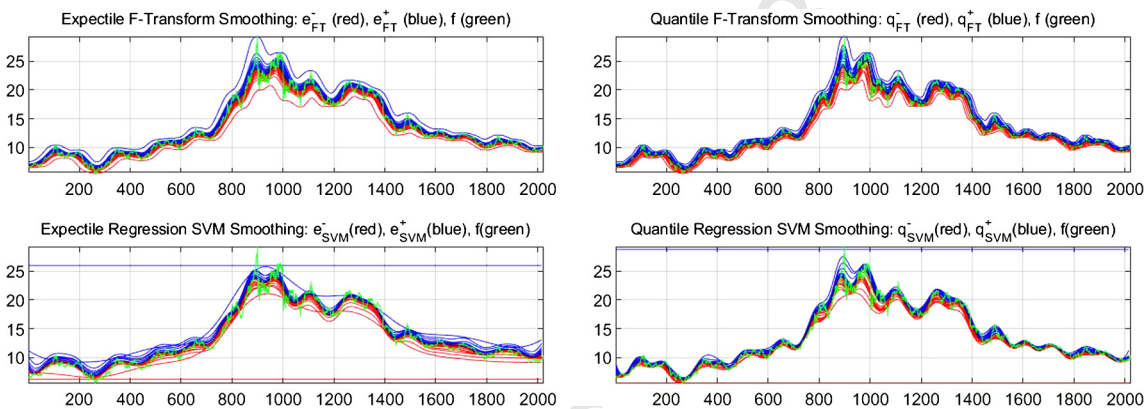 Expectile F-Transform Smoothing: e-FT (red), e+FT (blue), f (green)
25
20
15
10
200 400 600 800 1000 1200 1400 1600 1800 2000
Quantile F-Transform Smoothing: q-FT (red), q+FT (blue), f (green)
25
20
15
10
200 400 600 800 1000 1200 1400 1600 1800 2000
Expectile Regression SVM Smoothing: e-SVM(red), e+SVM(blue), f(green)
25
20
15
10
200 400 600 800 1000 1200 1400 1600 1800 2000
Quantile Regression SVM Smoothing: q-SVM(red), q+SVM(blue), f(green)
25
20
15
10
200 400 600 800 1000 1200 1400 1600 1800 2000